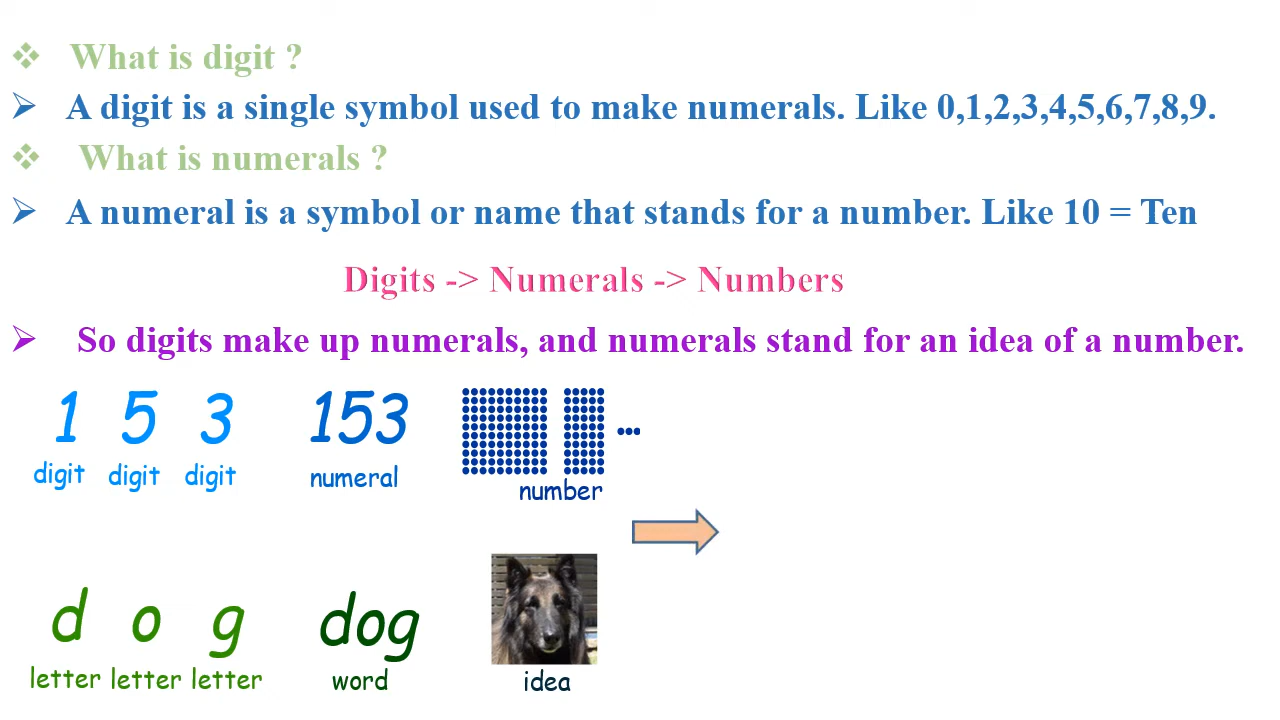 What is digit ?
A digit is a single symbol used to make numerals. Like 0,1,2,3,4,5,6,7,8,9.
What is numerals ?
A numeral is a symbol or name that stands for a number. Like 10 = Ten
Digits -> Numerals -> Numbers
So digits make up numerals, and numerals stand for an idea of a number.
1 5 3 153 ...
digit digit digit numeral number
d o g dog
letter letter letter word idea